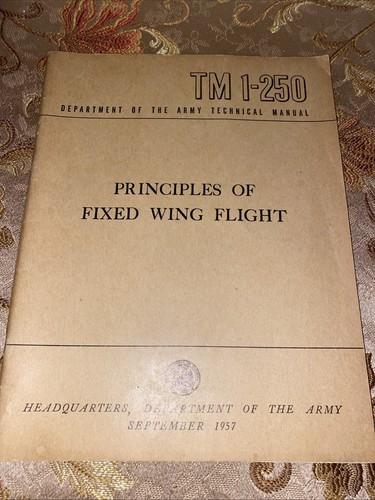 TM 1-250
DEPARTMENT OF THE ARMY TECHNICAL MANUAL
PRINCIPLES OF
FIXED WING FLIGHT
HEADQUARTERS, DEPARTMENT OF THE ARMY
SEPTEMBER 1957